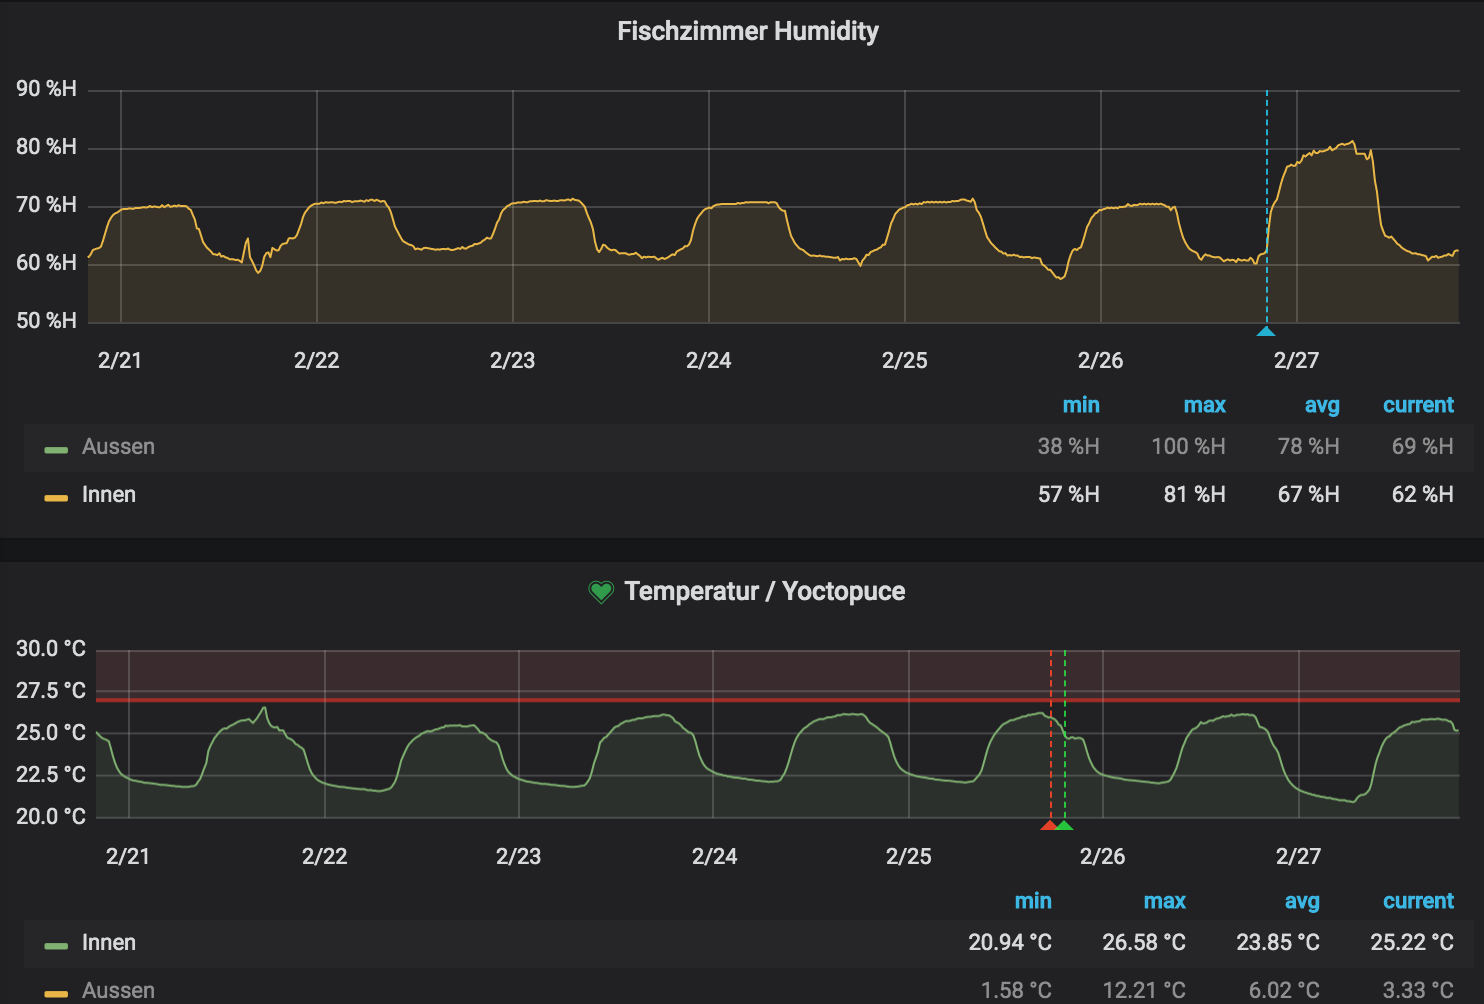 Fischzimmer Humidity
90 %H
80 %H
70 %H
60 %H
50 %H
2/21 2/22 2/23 2/24 2/25 2/26 2/27
min max avg current
Aussen 38 %H 100 %H 78 %H 69 %H
Innen 57 %H 81 %H 67 %H 62 %H
Temperatur / Yoctopuce
30.0 °C
27.5 °C
25.0 °C
22.5 °C
20.0 °C
2/21 2/22 2/23 2/24 2/25 2/26 2/27
min max avg current
Innen 20.94 °C 26.58 °C 23.85 °C 25.22 °C
Aussen 1.58 °C 12.21 °C 6.02 °C 3.33 °C